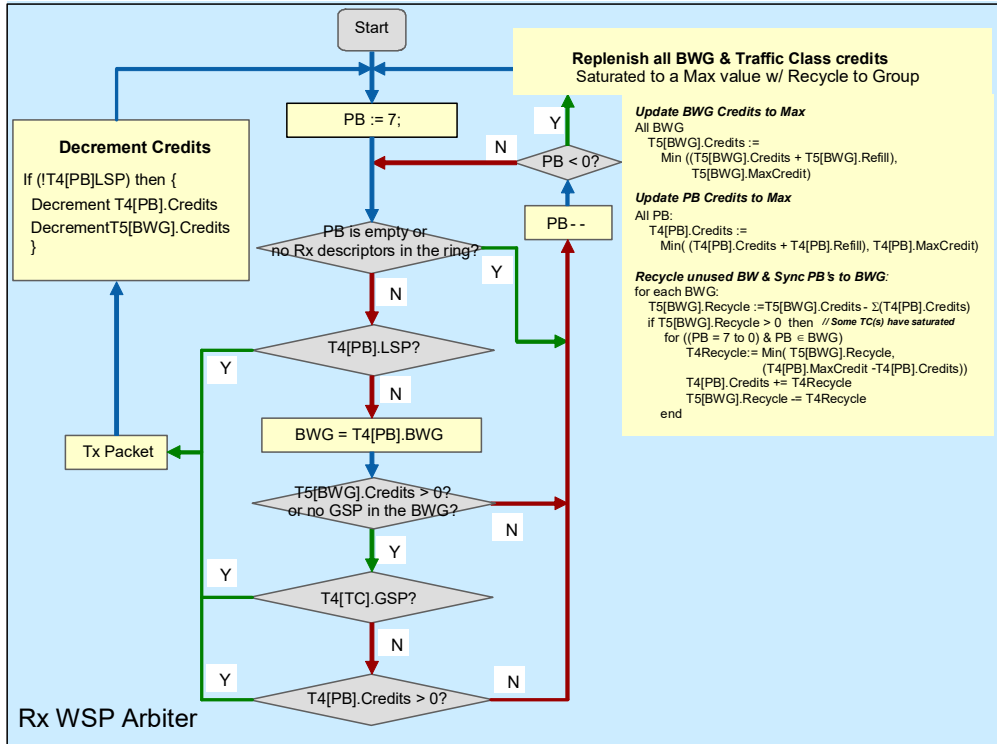 Start
Replenish all BWG & Traffic Class credits
Saturated to a Max value w/ Recycle to Group
PB := 7;
Decrement Credits
If (!T4[PB]LSP) then {
Decrement T4[PB].Credits
DecrementT5[BWG].Credits
}
Y
N
PB < 0?
PB - -
Update BWG Credits to Max
All BWG
T5[BWG].Credits :=
Min ((T5[BWG].Credits + T5[BWG].Refill),
T5[BWG].MaxCredit)
Update PB Credits to Max
All PB:
T4[PB].Credits :=
Min( (T4[PB].Credits + T4[PB].Refill), T4[PB].MaxCredit)
Recycle unused BW & Sync PB's to BWG:
for each BWG:
T5[BWG].Recycle :=T5[BWG].Credits - Σ(T4[PB].Credits)
if T5[BWG].Recycle > 0 then // Some TC(s) have saturated
for ((PB = 7 to 0) & PB ∈ BWG)
T4Recycle:= Min( T5[BWG].Recycle,
(T4[PB].MaxCredit -T4[PB].Credits))
T4[PB].Credits += T4Recycle
T5[BWG].Recycle -= T4Recycle
end
PB is empty or
no Rx descriptors in the ring?
Y
N
T4[PB].LSP?
Y
N
BWG = T4[PB].BWG
Tx Packet
T5[BWG].Credits > 0?
or no GSP in the BWG?
N
Y
T4[TC].GSP?
Y
N
T4[PB].Credits > 0?
Y
N
Rx WSP Arbiter